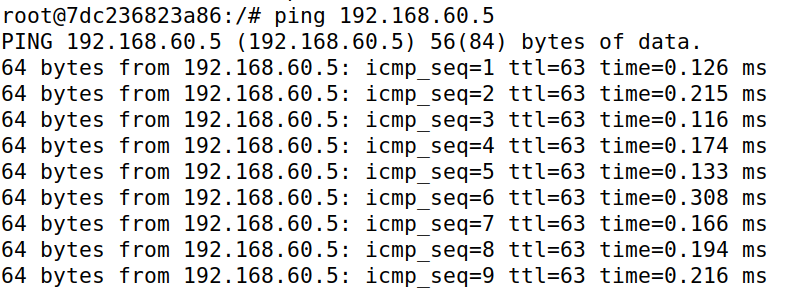 root@7dc236823a86:/# ping 192.168.60.5
PING 192.168.60.5 (192.168.60.5) 56(84) bytes of data.
64 bytes from 192.168.60.5: icmp_seq=1 ttl=63 time=0.126 ms
64 bytes from 192.168.60.5: icmp_seq=2 ttl=63 time=0.215 ms
64 bytes from 192.168.60.5: icmp_seq=3 ttl=63 time=0.116 ms
64 bytes from 192.168.60.5: icmp_seq=4 ttl=63 time=0.174 ms
64 bytes from 192.168.60.5: icmp_seq=5 ttl=63 time=0.133 ms
64 bytes from 192.168.60.5: icmp_seq=6 ttl=63 time=0.308 ms
64 bytes from 192.168.60.5: icmp_seq=7 ttl=63 time=0.166 ms
64 bytes from 192.168.60.5: icmp_seq=8 ttl=63 time=0.194 ms
64 bytes from 192.168.60.5: icmp_seq=9 ttl=63 time=0.216 ms